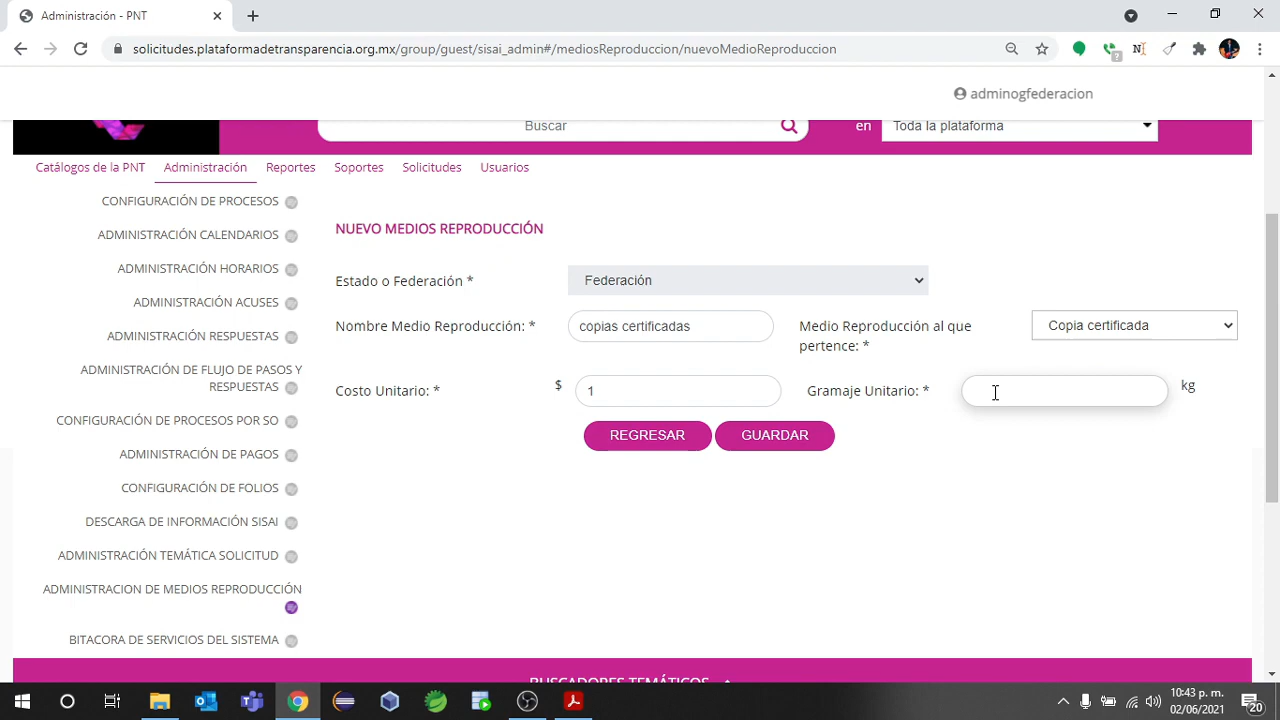 Administración - PNT
solicitudes.plataformadetransparencia.org.mx/group/guest/sisai_admin#/mediosReproduccion/nuevoMedioReproduccion
adminogfederacion
Buscar
en
Toda la plataforma
Catálogos de la PNT
Administración
Reportes
Soportes
Solicitudes
Usuarios
CONFIGURACIÓN DE PROCESOS
ADMINISTRACIÓN CALENDARIOS
ADMINISTRACIÓN HORARIOS
ADMINISTRACIÓN ACUSES
ADMINISTRACIÓN RESPUESTAS
ADMINISTRACIÓN DE FLUJO DE PASOS Y
RESPUESTAS
CONFIGURACIÓN DE PROCESOS POR SO
ADMINISTRACIÓN DE PAGOS
CONFIGURACIÓN DE FOLIOS
DESCARGA DE INFORMACIÓN SISAI
ADMINISTRACIÓN TEMÁTICA SOLICITUD
ADMINISTRACION DE MEDIOS REPRODUCCIÓN
BITACORA DE SERVICIOS DEL SISTEMA
NUEVO MEDIOS REPRODUCCIÓN
Estado o Federación *
Federación
Nombre Medio Reproducción: *
copias certificadas
Medio Reproducción al que
pertence: *
Copia certificada
Costo Unitario: *
$
1
Gramaje Unitario: *
kg
REGRESAR
GUARDAR
BUSCADORES TEMÁTICOS
10:43 p. m.
02/06/2021
20